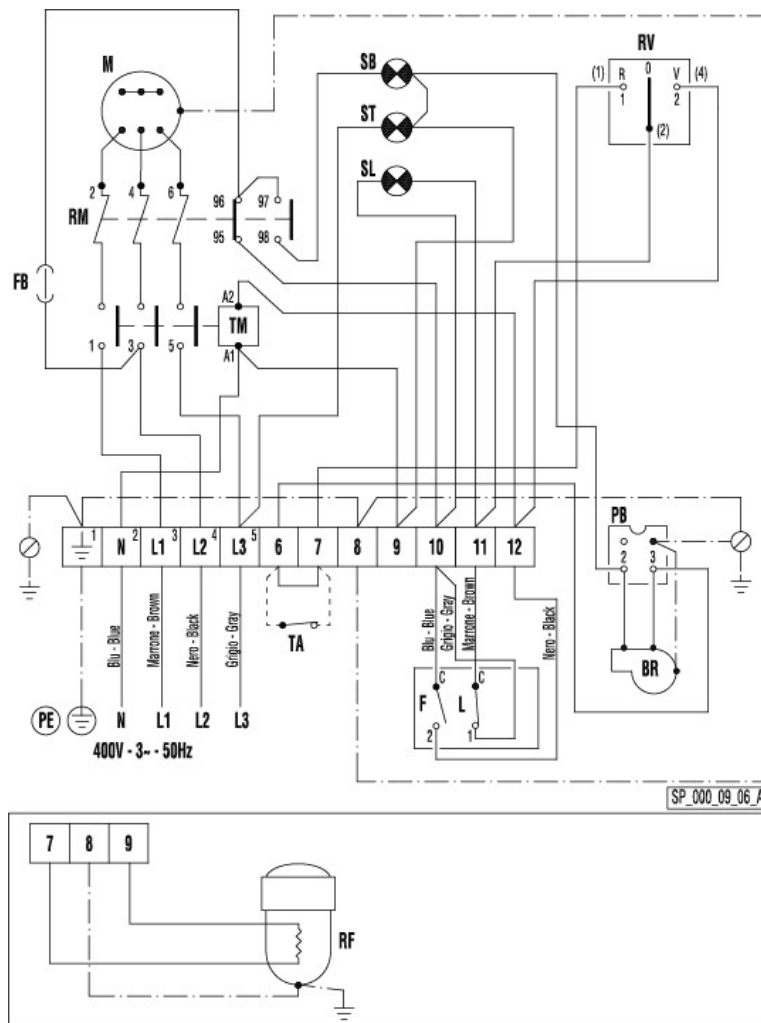 M
SB
RV
(1) R 0 V (4)
1 2
ST
(2)
SL
2 4 6
96 97
RM
95 98
FB
A2
TM
1 3 5
A1
PB
1 N 2 L1 3 L2 4 L3 5 6 7 8 9 10 11 12
2 3
Blu - Blue
Marrone - Brown
Nero - Black
Grigio - Gray
TA
Blu - Blue
Grigio - Gray
Marrone - Brown
Nero - Black
BR
C C
F L
2 1
PE N L1 L2 L3
400V - 3~ - 50Hz
SP_000_09_06_A
7 8 9
RF